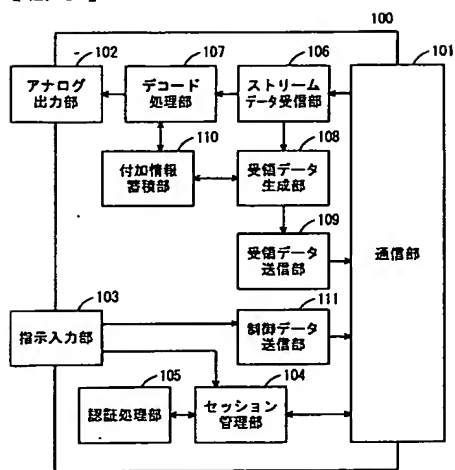 100
102
107
106
101
アナログ
出力部
デコード
処理部
ストリーム
データ受信部
110
108
付加情報
蓄積部
受領データ
生成部
109
受領データ
送信部
通信部
103
111
指示入力部
制御データ
送信部
105
104
認証処理部
セッション
管理部